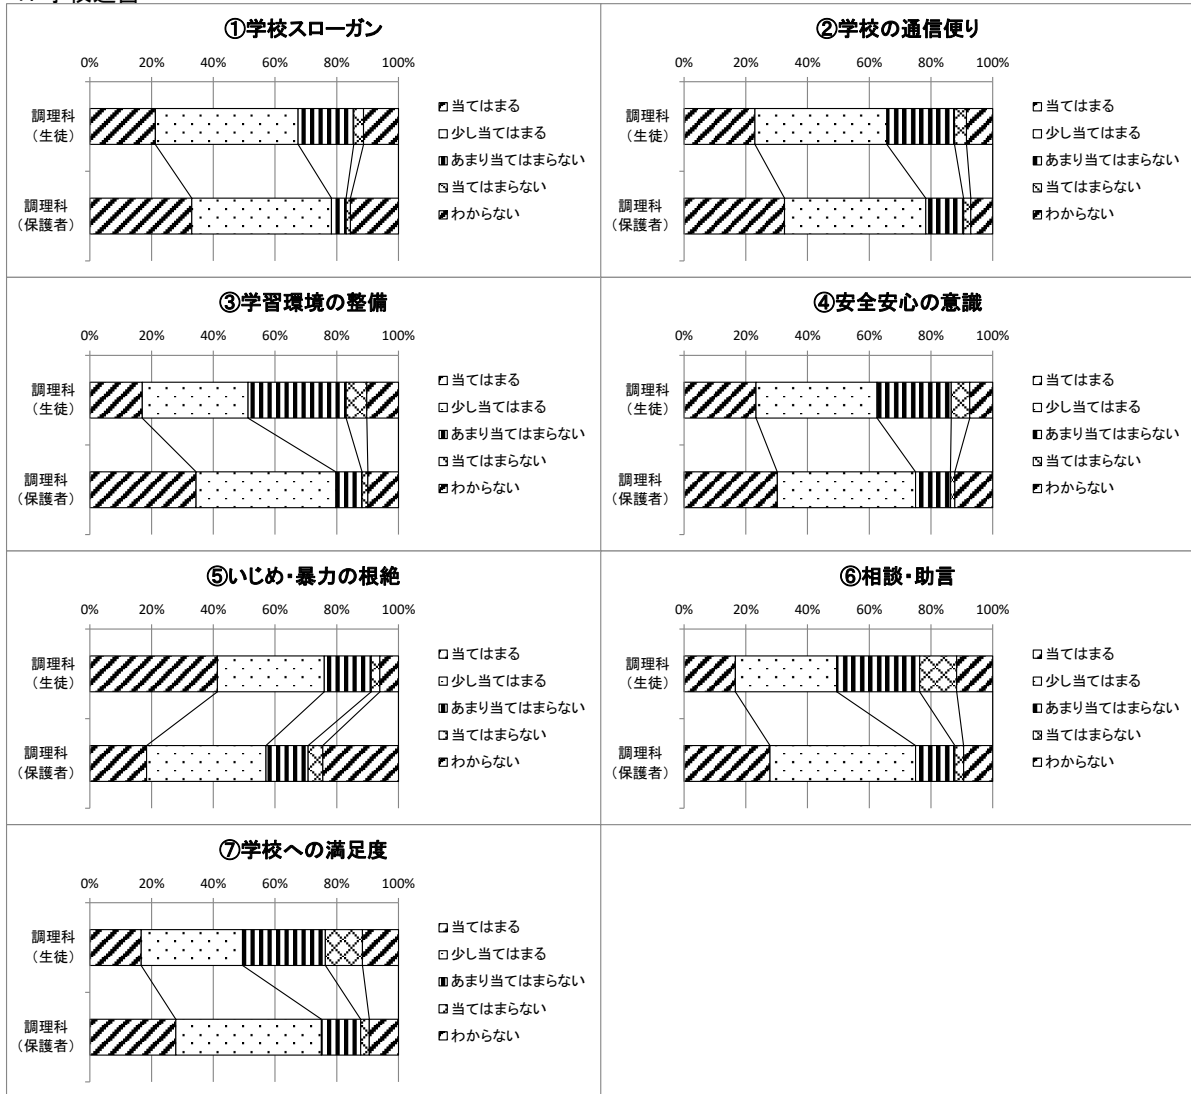 ①学校スローガン
0% 20% 40% 60% 80% 100%
調理科
（生徒）
調理科
（保護者）
当てはまる
少し当てはまる
あまり当てはまらない
当てはまらない
わからない
②学校の通信便り
0% 20% 40% 60% 80% 100%
調理科
（生徒）
調理科
（保護者）
当てはまる
少し当てはまる
あまり当てはまらない
当てはまらない
わからない
③学習環境の整備
0% 20% 40% 60% 80% 100%
調理科
（生徒）
調理科
（保護者）
当てはまる
少し当てはまる
あまり当てはまらない
当てはまらない
わからない
④安全安心の意識
0% 20% 40% 60% 80% 100%
調理科
（生徒）
調理科
（保護者）
当てはまる
少し当てはまる
あまり当てはまらない
当てはまらない
わからない
⑤いじめ・暴力の根絶
0% 20% 40% 60% 80% 100%
調理科
（生徒）
調理科
（保護者）
当てはまる
少し当てはまる
あまり当てはまらない
当てはまらない
わからない
⑥相談・助言
0% 20% 40% 60% 80% 100%
調理科
（生徒）
調理科
（保護者）
当てはまる
少し当てはまる
あまり当てはまらない
当てはまらない
わからない
⑦学校への満足度
0% 20% 40% 60% 80% 100%
調理科
（生徒）
調理科
（保護者）
当てはまる
少し当てはまる
あまり当てはまらない
当てはまらない
わからない